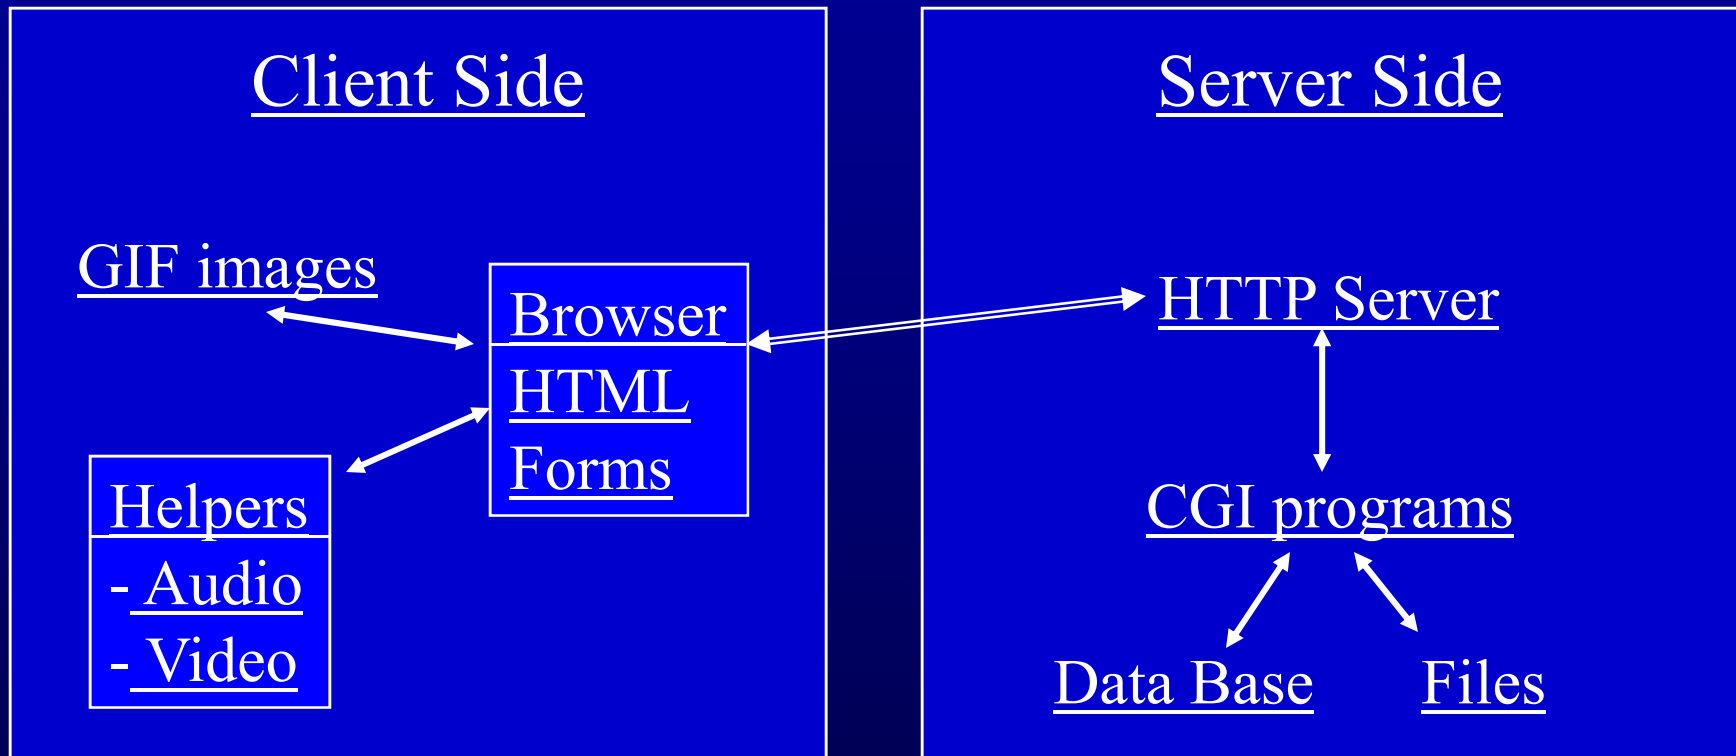 Client Side
GIF images
Browser
HTML
Forms
Helpers
- Audio
- Video
Server Side
HTTP Server
CGI programs
Data Base
Files